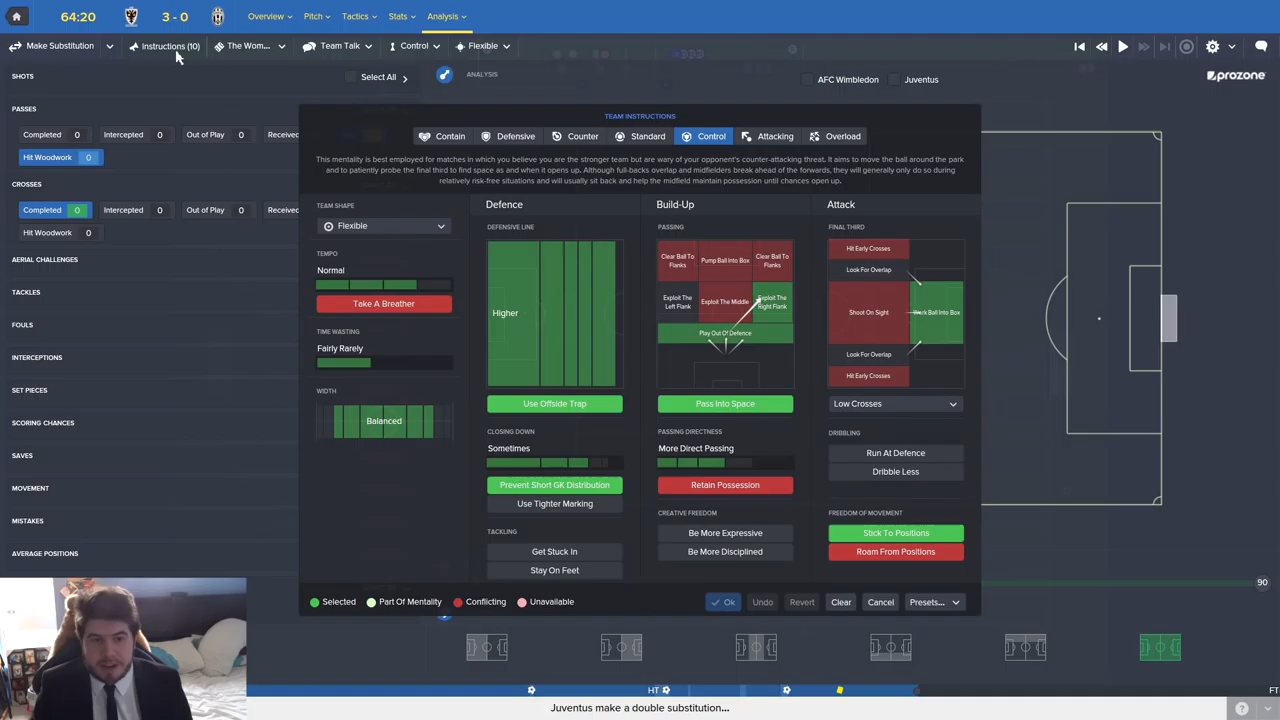 64:20
3 - 0
Overview
Pitch
Tactics
Stats
Analysis
Make Substitution
Instructions (10)
The Wom...
Team Talk
Control
Flexible
SHOTS
Select All
ANALYSIS
AFC Wimbledon
Juventus
prozone
PASSES
Completed 0
Intercepted 0
Out of Play 0
Received
Hit Woodwork 0
CROSSES
Completed 0
Intercepted 0
Out of Play 0
Received
Hit Woodwork 0
AERIAL CHALLENGES
TACKLES
FOULS
INTERCEPTIONS
SET PIECES
SCORING CHANCES
SAVES
MOVEMENT
MISTAKES
AVERAGE POSITIONS
TEAM INSTRUCTIONS
Contain
Defensive
Counter
Standard
Control
Attacking
Overload
This mentality is best employed for matches in which you believe you are the stronger team but are wary of your opponent's counter-attacking threat. It aims to move the ball around the park
and to patiently probe the final third to find space as and when it opens up. Although full-backs overlap and midfielders break ahead of the forwards, they will generally only do so during
relatively risk-free situations and will usually sit back and help the midfield maintain possession until chances open up.
TEAM SHAPE
Flexible
TEMPO
Normal
Take A Breather
TIME WASTING
Fairly Rarely
WIDTH
Balanced
Defence
DEFENSIVE LINE
Higher
Use Offside Trap
CLOSING DOWN
Sometimes
Prevent Short GK Distribution
Use Tighter Marking
TACKLING
Get Stuck In
Stay On Feet
Build-Up
PASSING
Clear Ball To
Flanks
Pump Ball Into Box
Clear Ball To
Flanks
Exploit The
Left Flank
Exploit The Middle
Exploit The
Right Flank
Play Out Of Defence
Pass Into Space
PASSING DIRECTNESS
More Direct Passing
Retain Possession
CREATIVE FREEDOM
Be More Expressive
Be More Disciplined
Attack
FINAL THIRD
Hit Early Crosses
Look For Overlap
Shoot On Sight
Work Ball Into Box
Look For Overlap
Hit Early Crosses
Low Crosses
DRIBBLING
Run At Defence
Dribble Less
FREEDOM OF MOVEMENT
Stick To Positions
Roam From Positions
Selected
Part Of Mentality
Conflicting
Unavailable
Ok
Undo
Revert
Clear
Cancel
Presets...
90
HT
FT
Juventus make a double substitution...